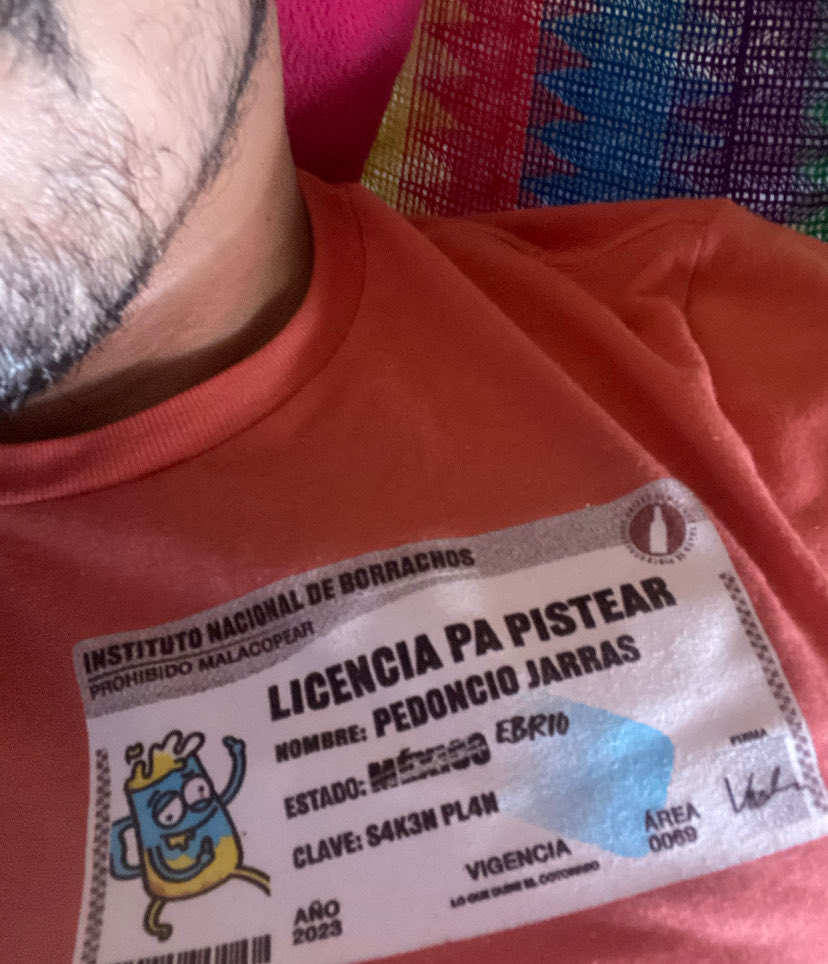 INSTITUTO NACIONAL DE BORRACHOS
PROHIBIDO MALACOPEAR
LICENCIA PA PISTEAR
NOMBRE: PEDONCIO JARRAS
ESTADO: MÉXICO EBRIO
CLAVE: S4K3N PL4N
FIRMA
AÑO
2023
VIGENCIA
LO QUE DURE EL COTORREO
ÁREA
0069